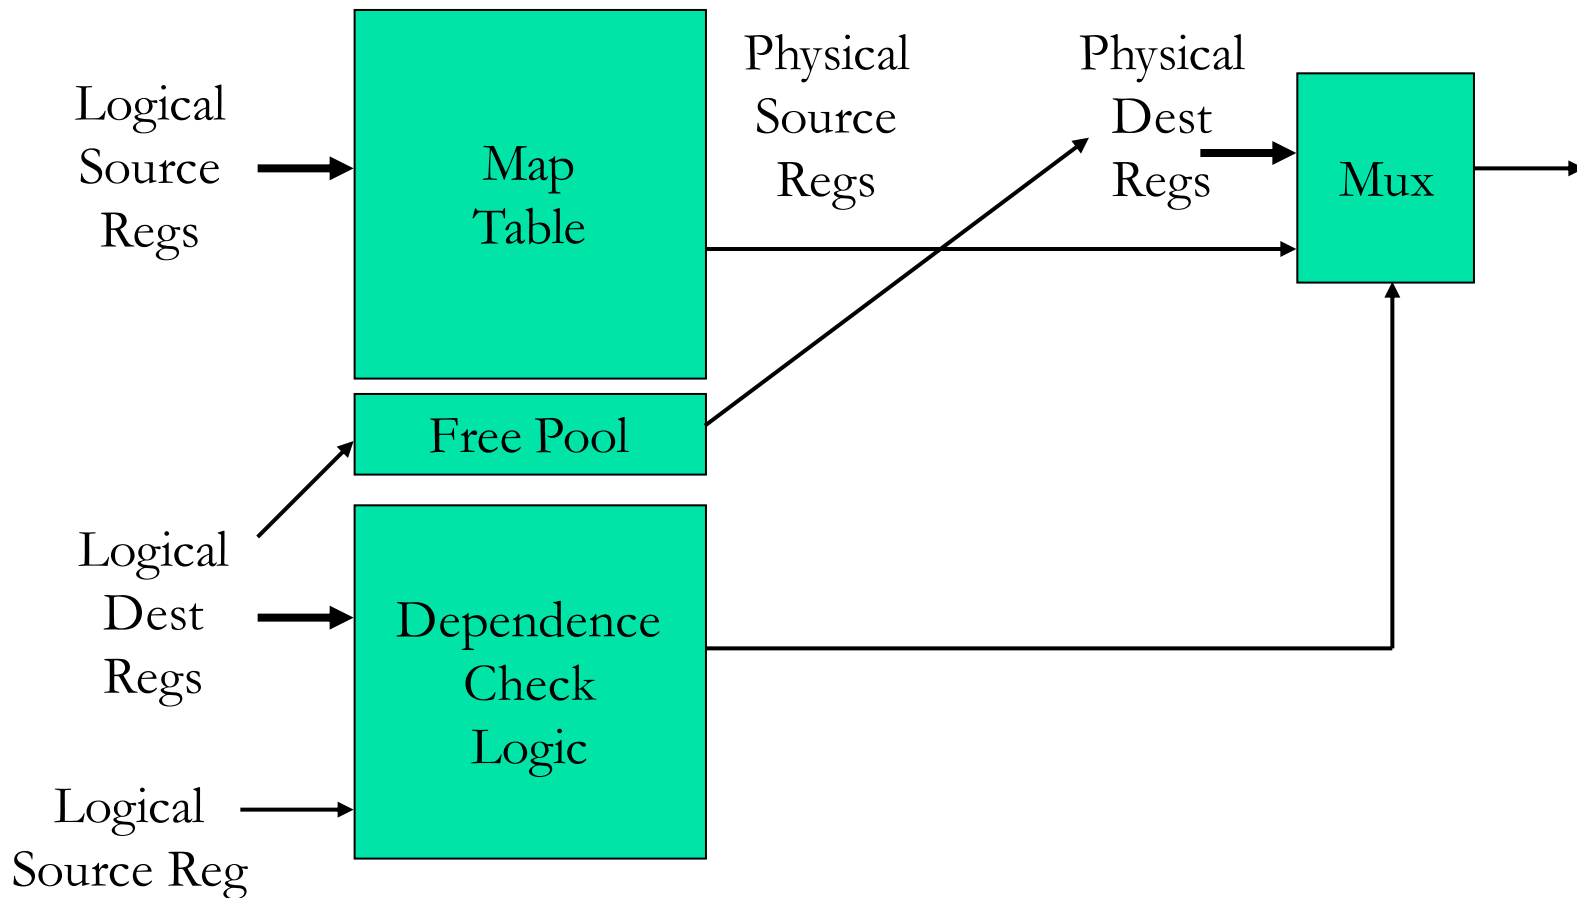 Logical
Source
Regs
Map
Table
Physical
Source
Regs
Physical
Dest
Regs
Mux
Free Pool
Logical
Dest
Regs
Dependence
Check
Logic
Logical
Source Reg